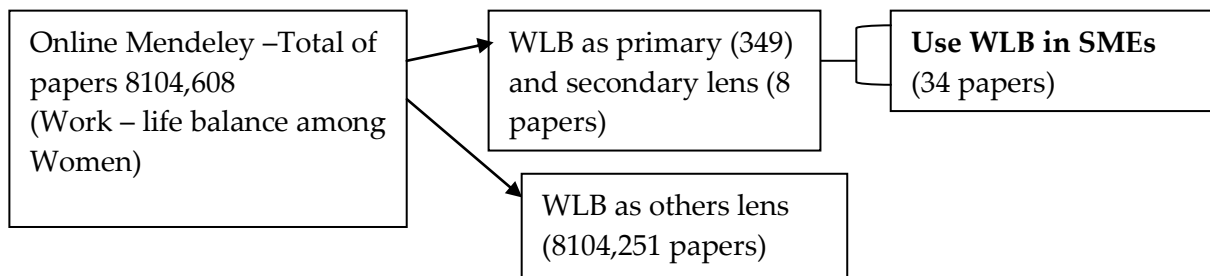 Online Mendeley –Total of
papers 8104,608
(Work – life balance among
Women)
WLB as primary (349)
and secondary lens (8
papers)
Use WLB in SMEs
(34 papers)
WLB as others lens
(8104,251 papers)